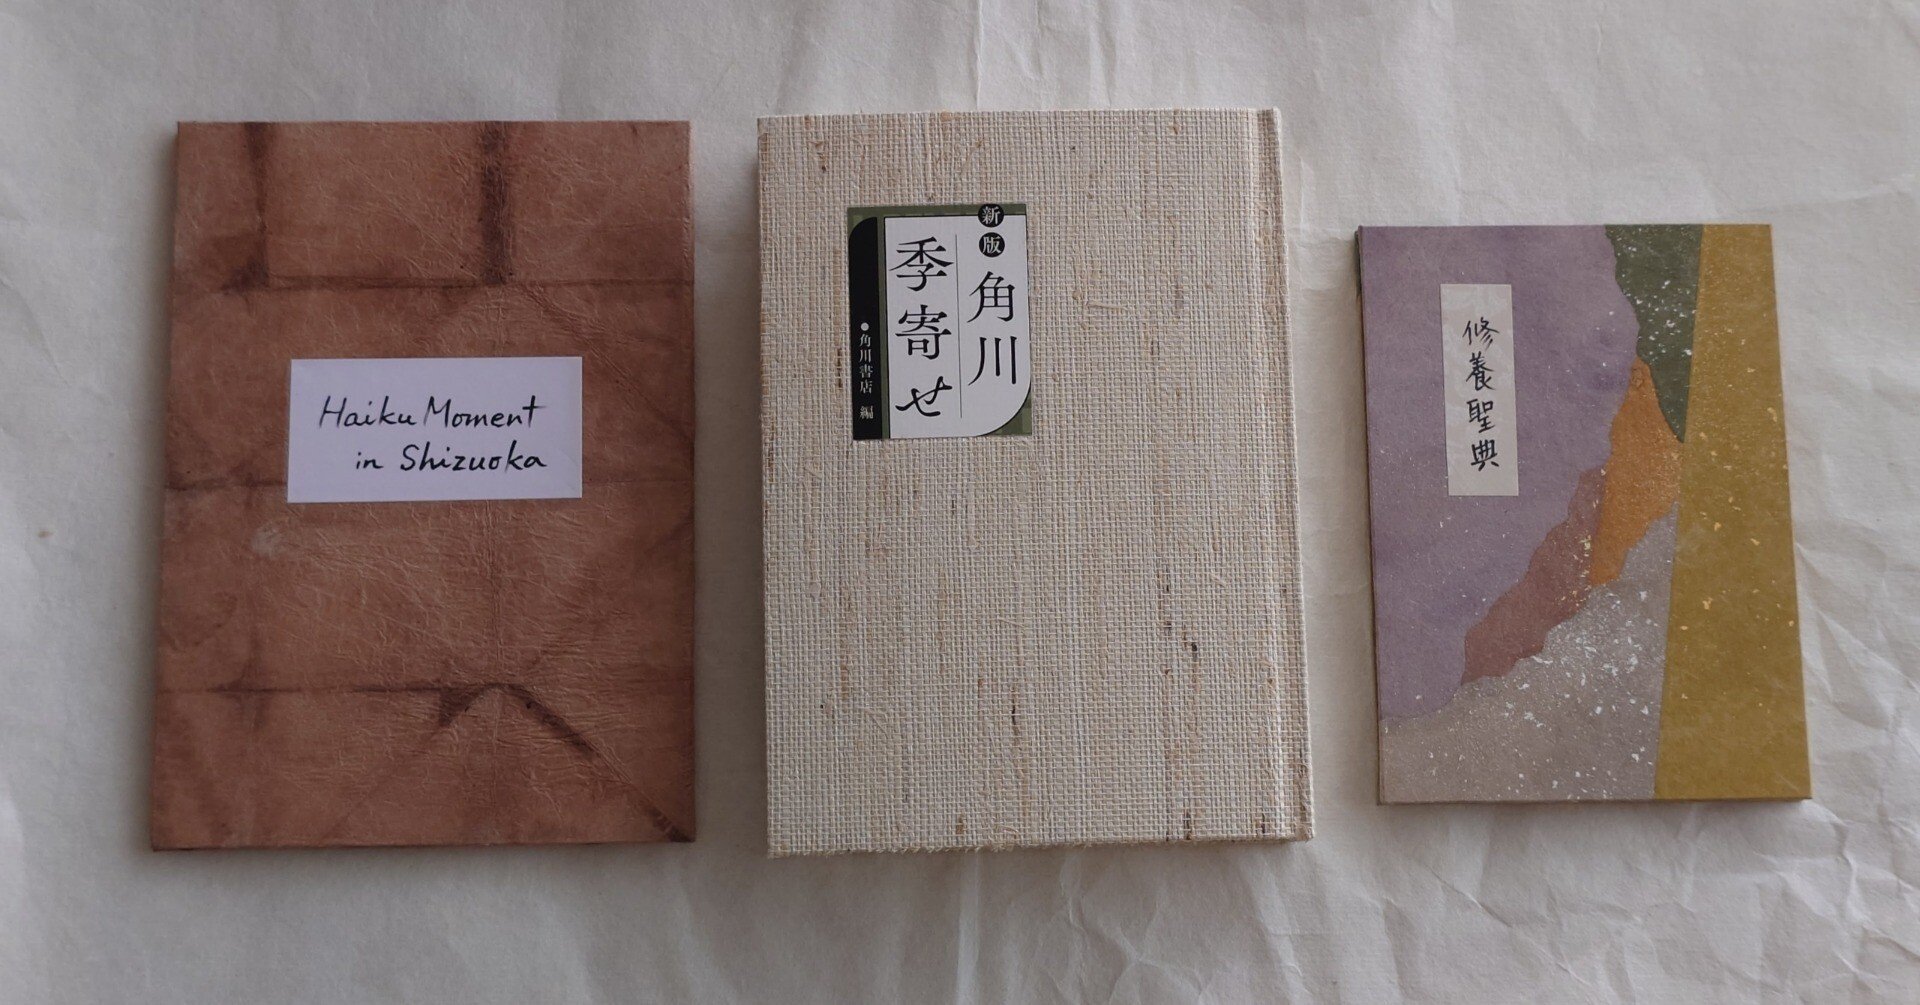 Haiku Moment
in Shizuoka
新版 角川
季寄せ
●角川書店 編
修養聖典